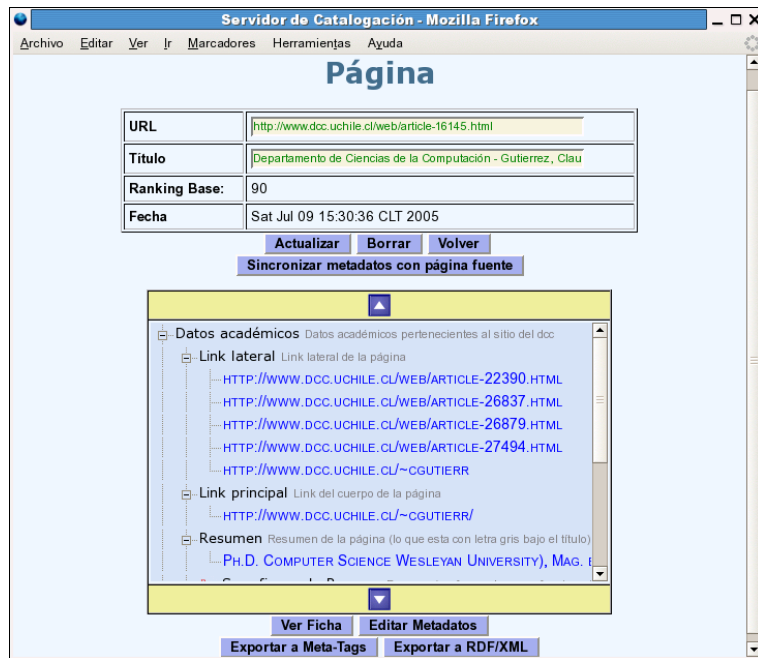 Servidor de Catalogación - Mozilla Firefox
Archivo Editar Ver Ir Marcadores Herramientas Ayuda
Página
URL http://www.dcc.uchile.cl/web/article-16145.html
Título Departamento de Ciencias de la Computación - Gutierrez, Clau
Ranking Base: 90
Fecha Sat Jul 09 15:30:36 CLT 2005
Actualizar Borrar Volver
Sincronizar metadatos con página fuente
Datos académicos Datos académicos pertenecientes al sitio del dcc
Link lateral Link lateral de la página
HTTP://WWW.DCC.UCHILE.CL/WEB/ARTICLE-22390.HTML
HTTP://WWW.DCC.UCHILE.CL/WEB/ARTICLE-26837.HTML
HTTP://WWW.DCC.UCHILE.CL/WEB/ARTICLE-26879.HTML
HTTP://WWW.DCC.UCHILE.CL/WEB/ARTICLE-27494.HTML
HTTP://WWW.DCC.UCHILE.CL/~CGUTIERR
Link principal Link del cuerpo de la página
HTTP://WWW.DCC.UCHILE.CL/~CGUTIERR/
Resumen Resumen de la página (lo que esta con letra gris bajo el título)
PH.D. COMPUTER SCIENCE WESLEYAN UNIVERSITY), MAG.
Ver Ficha Editar Metadatos
Exportar a Meta-Tags Exportar a RDF/XML